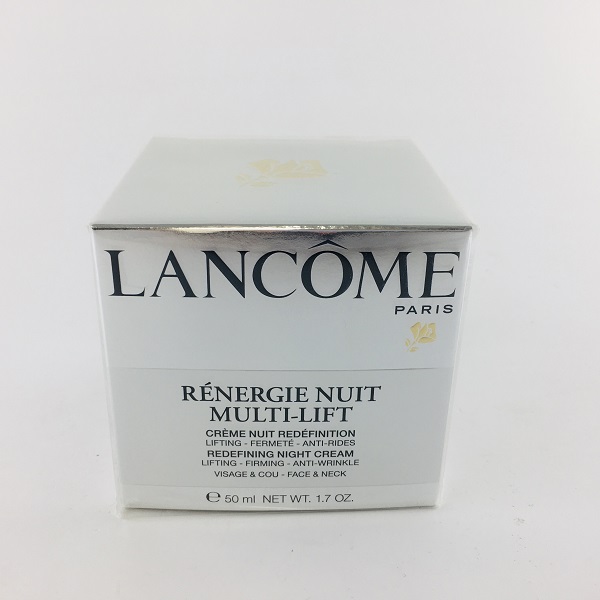 LANCÔME
PARIS
RÉNERGIE NUIT
MULTI-LIFT
CRÈME NUIT REDÉFINITION
LIFTING - FERMETÉ - ANTI-RIDES
REDEFINING NIGHT CREAM
LIFTING - FIRMING - ANTI-WRINKLE
VISAGE & COU - FACE & NECK
℮ 50 ml NET WT. 1.7 OZ.